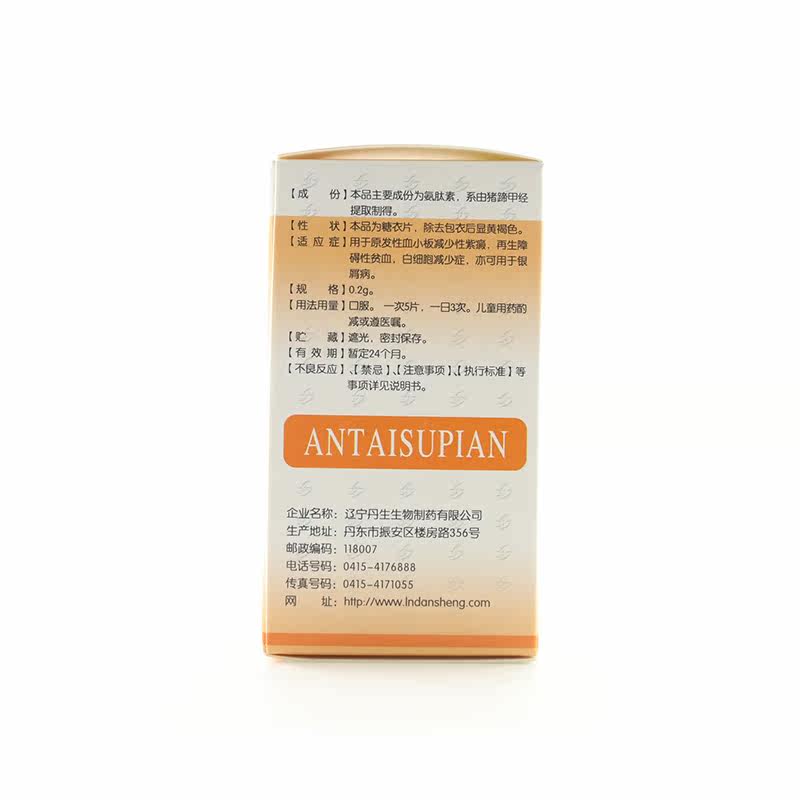 【成 份】本品主要成份为氨肽素，系由猪蹄甲经
提取制得。
【性 状】本品为糖衣片，除去包衣后显黄褐色。
【适应症】用于原发性血小板减少性紫癜，再生障
碍性贫血，白细胞减少症，亦可用于银
屑病。
【规 格】0.2g。
【用法用量】口服。一次5片，一日3次。儿童用药酌
减或遵医嘱。
【贮 藏】遮光，密封保存。
【有效期】暂定24个月。
【不良反应】、【禁忌】、【注意事项】、【执行标准】等
事项详见说明书。
ANTAISUPIAN
企业名称：辽宁丹生生物制药有限公司
生产地址：丹东市振安区楼房路356号
邮政编码：118007
电话号码：0415-4176888
传真号码：0415-4171055
网 址：http://www.lndansheng.com